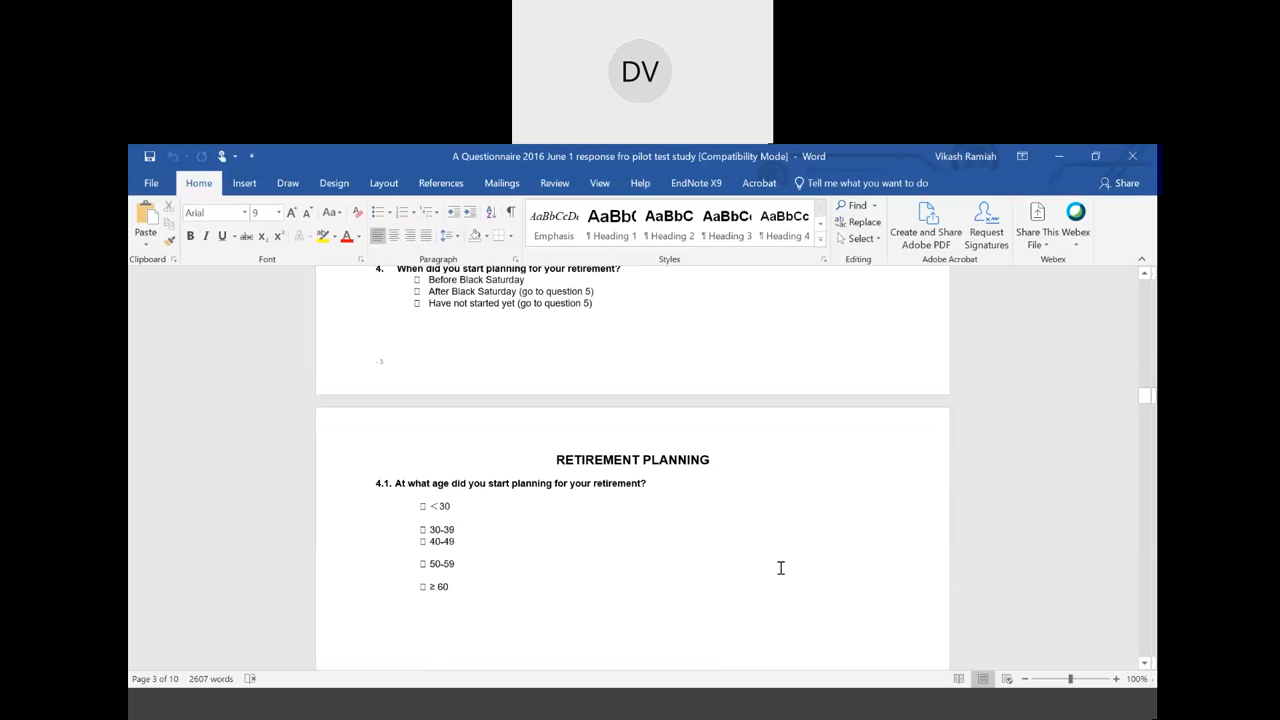 DV
A Questionnaire 2016 June 1 response fro pilot test study [Compatibility Mode] - Word
Vikash Ramiah
File Home Insert Draw Design Layout References Mailings Review View Help EndNote X9 Acrobat Tell me what you want to do Share
Paste
Arial 9
AaBbCcDı AaBb( AaBbC AaBbCc AaBbCc
Emphasis ¶ Heading 1 ¶ Heading 2 ¶ Heading 3 ¶ Heading 4
Find
Replace
Select
Create and Share Adobe PDF
Request Signatures
Share This File
Webex
Clipboard Font Paragraph Styles Editing Adobe Acrobat Webex
4. When did you start planning for your retirement?
Before Black Saturday
After Black Saturday (go to question 5)
Have not started yet (go to question 5)
- 3
RETIREMENT PLANNING
4.1. At what age did you start planning for your retirement?
<30
30-39
40-49
50-59
≥ 60
Page 3 of 10 2607 words 100%